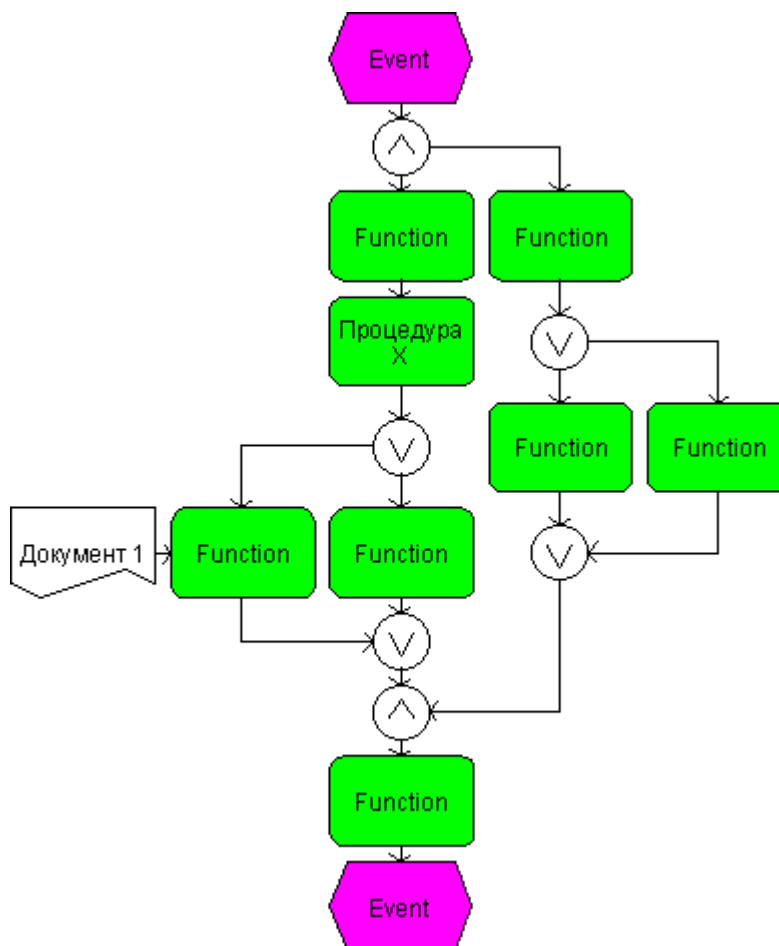 Event
Function
Function
Процедура
X
Function
Function
Документ 1
Function
Function
Function
Event